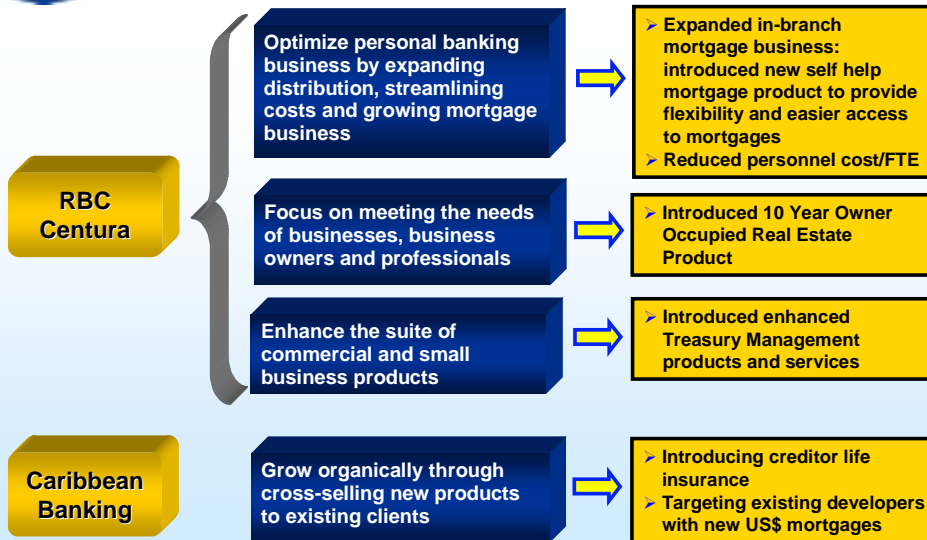 Optimize personal banking
business by expanding
distribution, streamlining
costs and growing mortgage
business
➢ Expanded in-branch
mortgage business:
introduced new self help
mortgage product to provide
flexibility and easier access
to mortgages
➢ Reduced personnel cost/FTE
RBC
Centura
Focus on meeting the needs
of businesses, business
owners and professionals
➢ Introduced 10 Year Owner
Occupied Real Estate
Product
Enhance the suite of
commercial and small
business products
➢ Introduced enhanced
Treasury Management
products and services
Caribbean
Banking
Grow organically through
cross-selling new products
to existing clients
➢ Introducing creditor life
insurance
➢ Targeting existing developers
with new US$ mortgages